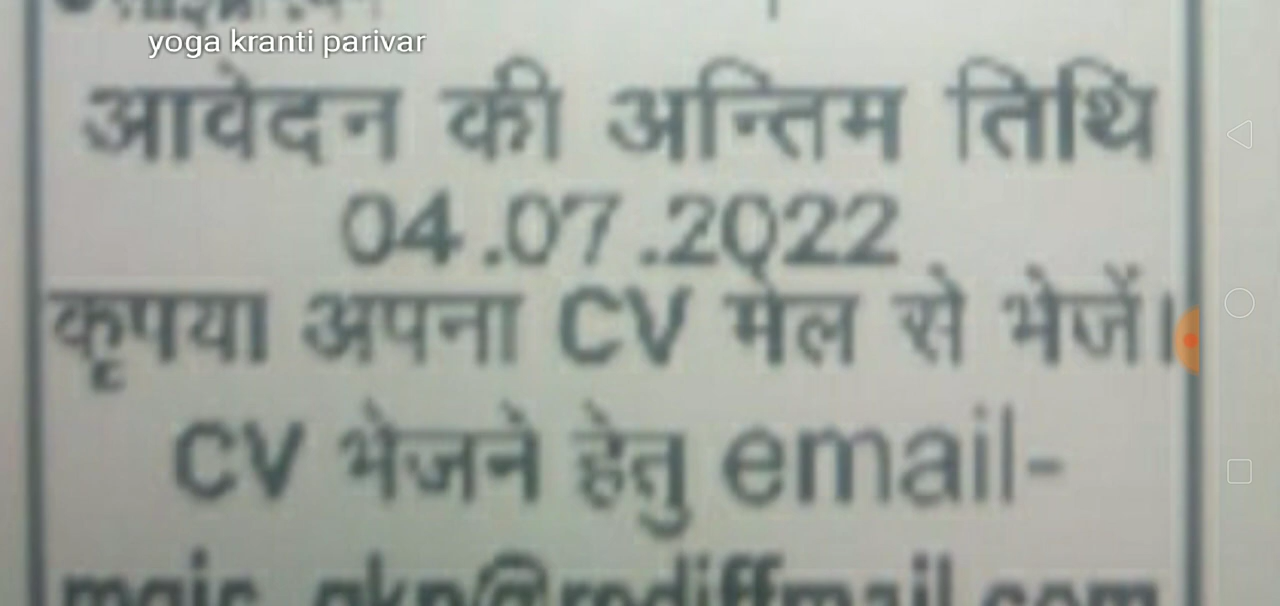 yoga kranti parivar
आवेदन की अन्तिम तिथि
04.07.2022
कृपया अपना CV मेल से भेजें।
CV भेजने हेतु email-